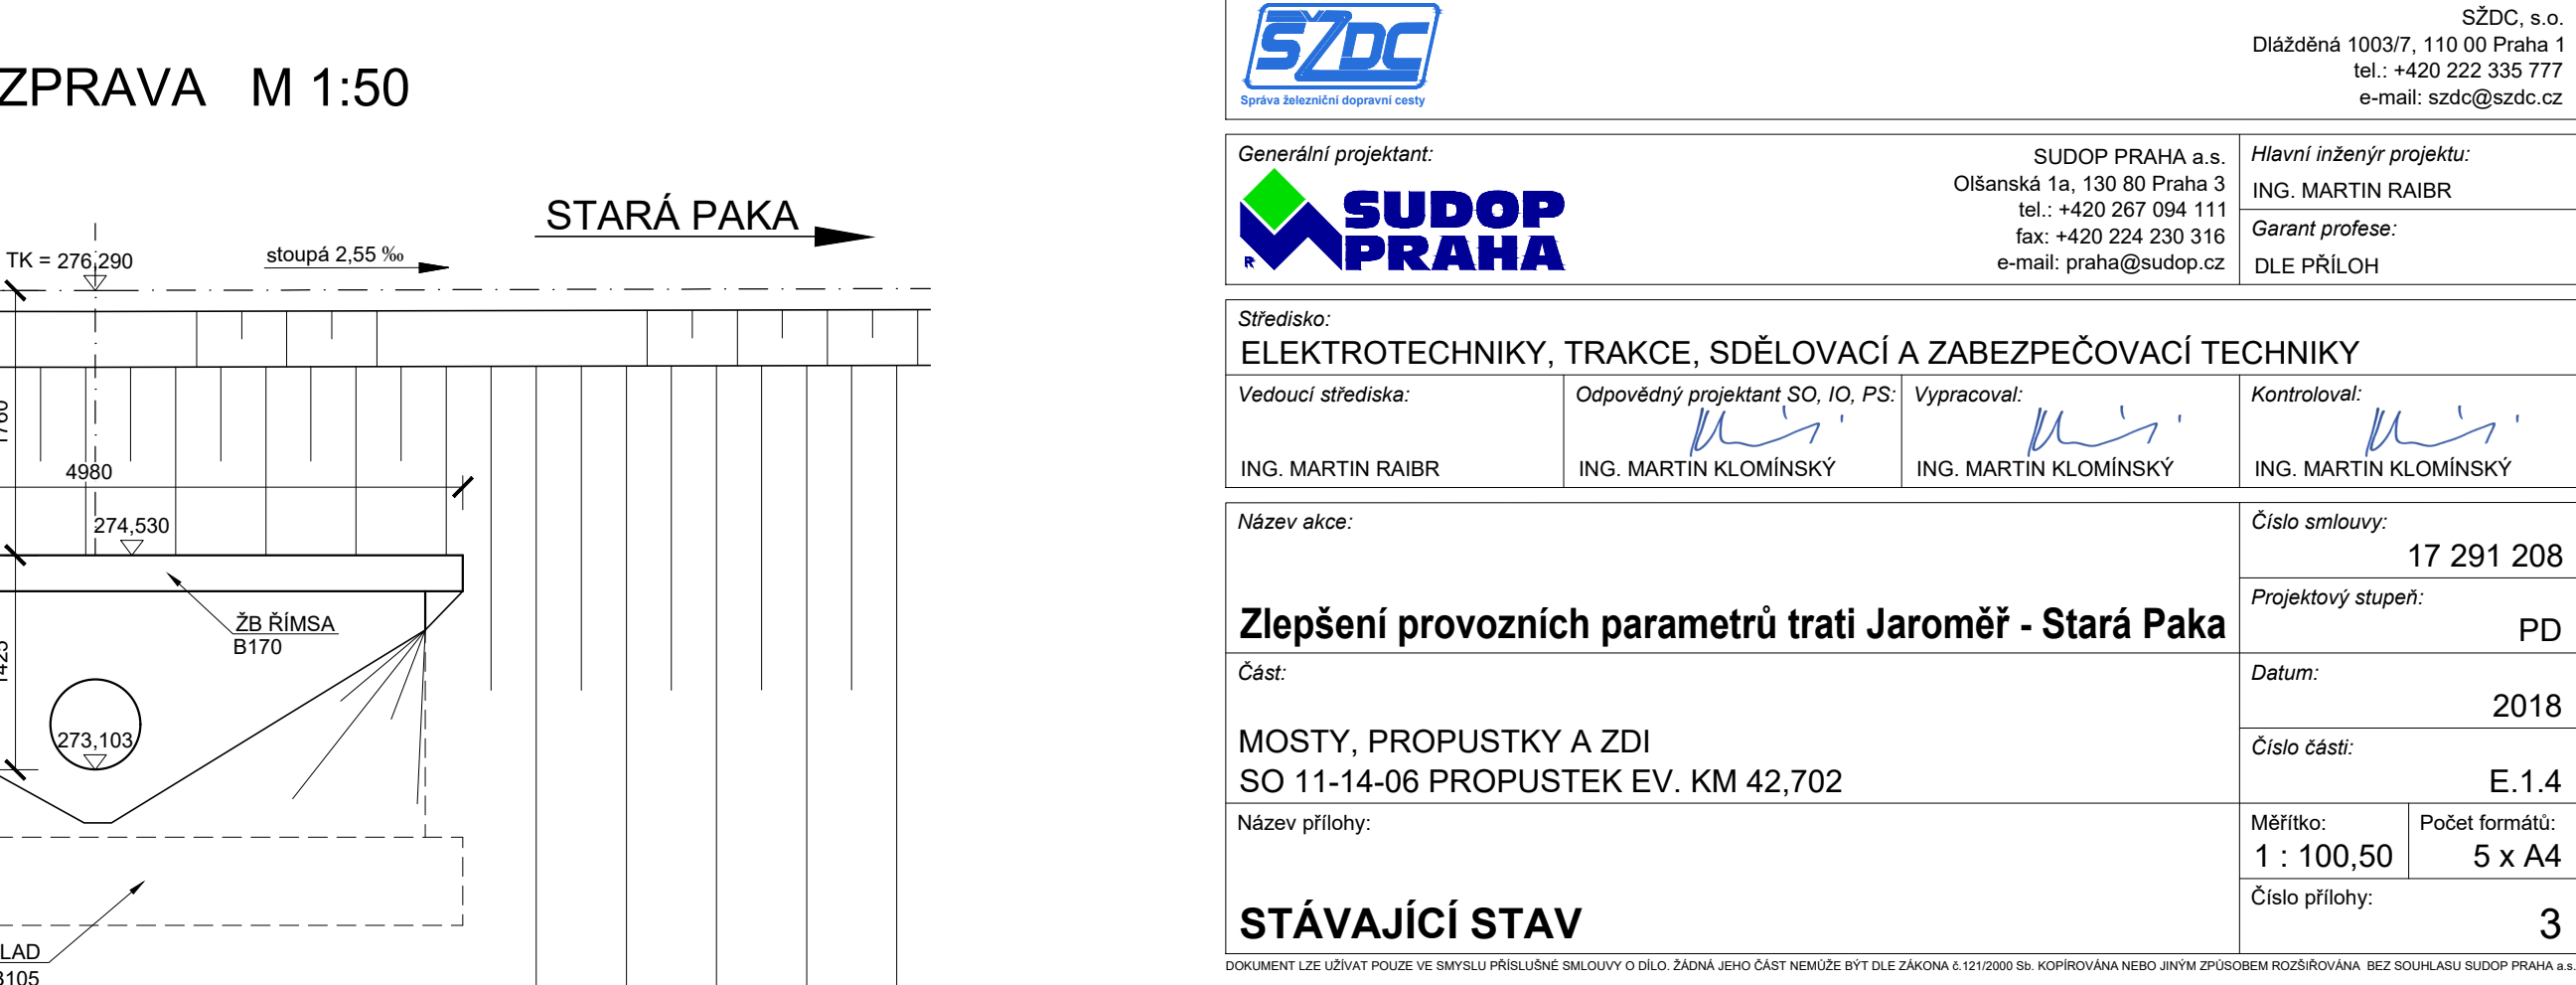 ZPRAVA M 1:50
STARÁ PAKA
TK = 276,290
stoupá 2,55 ‰
1760
4980
274,530
ŽB ŘÍMSA
B170
1425
273,103
LAD
B105
SŽDC
Správa železniční dopravní cesty
SŽDC, s.o.
Dlážděná 1003/7, 110 00 Praha 1
tel.: +420 222 335 777
e-mail: szdc@szdc.cz
Generální projektant:
SUDOP
PRAHA
R
SUDOP PRAHA a.s.
Olšanská 1a, 130 80 Praha 3
tel.: +420 267 094 111
fax: +420 224 230 316
e-mail: praha@sudop.cz
Hlavní inženýr projektu:
ING. MARTIN RAIBR
Garant profese:
DLE PŘÍLOH
Středisko:
ELEKTROTECHNIKY, TRAKCE, SDĚLOVACÍ A ZABEZPEČOVACÍ TECHNIKY
Vedoucí střediska:
ING. MARTIN RAIBR
Odpovědný projektant SO, IO, PS:
ING. MARTIN KLOMÍNSKÝ
Vypracoval:
ING. MARTIN KLOMÍNSKÝ
Kontroloval:
ING. MARTIN KLOMÍNSKÝ
Název akce:
Zlepšení provozních parametrů trati Jaroměř - Stará Paka
Číslo smlouvy:
17 291 208
Projektový stupeň:
PD
Část:
MOSTY, PROPUSTKY A ZDI
SO 11-14-06 PROPUSTEK EV. KM 42,702
Datum:
2018
Číslo části:
E.1.4
Název přílohy:
STÁVAJÍCÍ STAV
Měřítko:
1 : 100,50
Počet formátů:
5 x A4
Číslo přílohy:
3
DOKUMENT LZE UŽÍVAT POUZE VE SMYSLU PŘÍSLUŠNÉ SMLOUVY O DÍLO. ŽÁDNÁ JEHO ČÁST NEMŮŽE BÝT DLE ZÁKONA č.121/2000 Sb. KOPÍROVÁNA NEBO JINÝM ZPŮSOBEM ROZŠIŘOVÁNA BEZ SOUHLASU SUDOP PRAHA a.s.